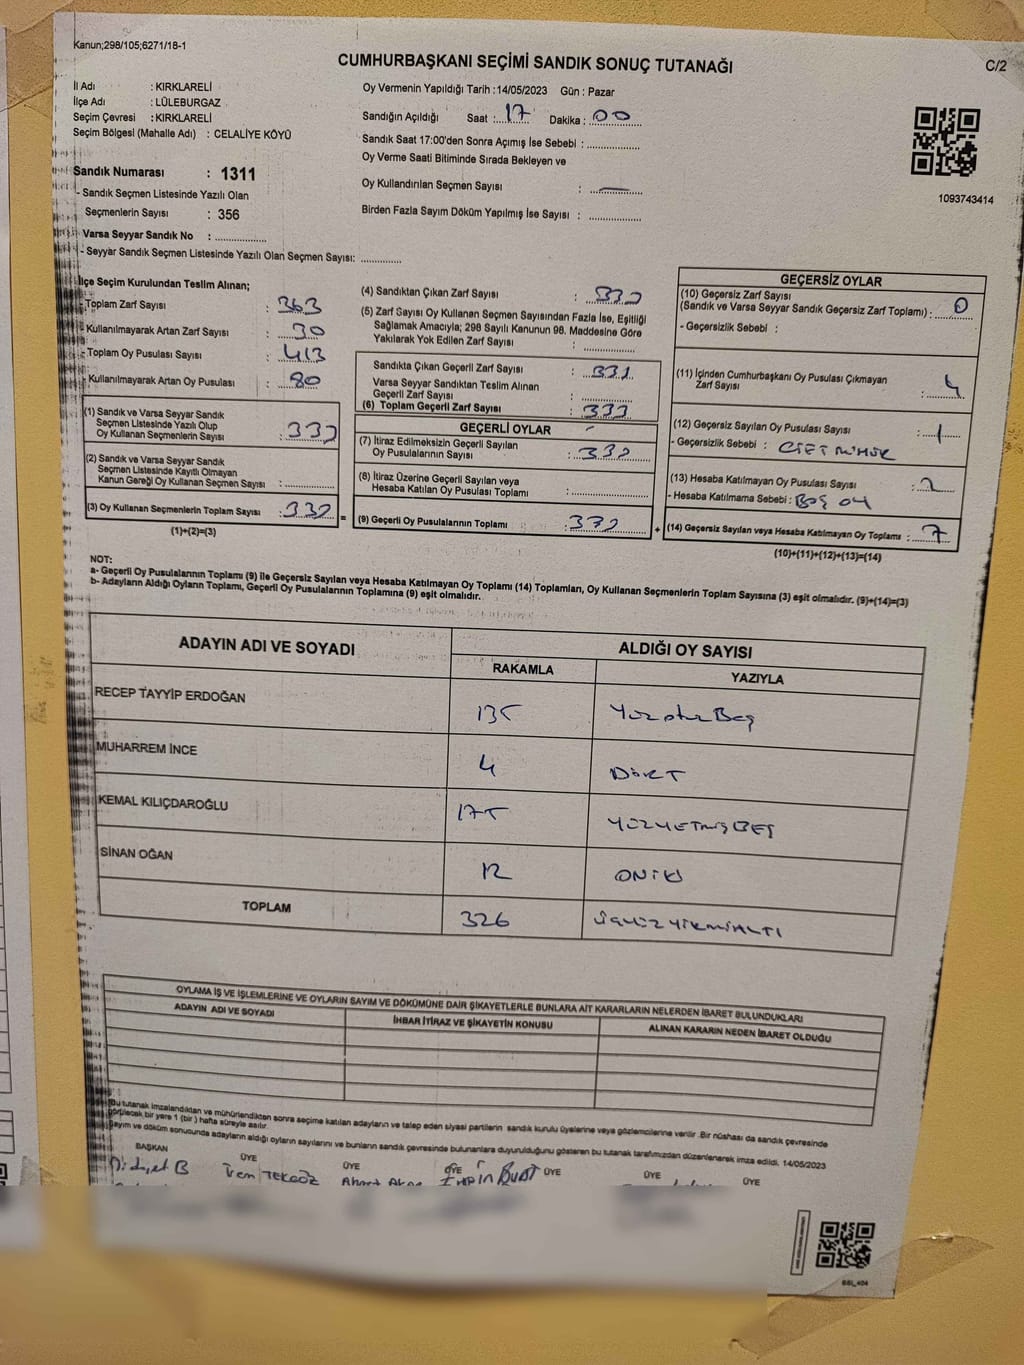 Kanun;298/105;6271/18-1
CUMHURBAŞKANI SEÇİMİ SANDIK SONUÇ TUTANAĞI
C/2
İl Adı : KIRKLARELİ
İlçe Adı : LÜLEBURGAZ
Seçim Çevresi : KIRKLARELİ
Seçim Bölgesi (Mahalle Adı) : CELALİYE KÖYÜ
Sandık Numarası : 1311
- Sandık Seçmen Listesinde Yazılı Olan
Seçmenlerin Sayısı : 356
Varsa Seyyar Sandık No : ..................
- Seyyar Sandık Seçmen Listesinde Yazılı Olan Seçmen Sayısı: ..............
Oy Vermenin Yapıldığı Tarih :14/05/2023 Gün : Pazar
Sandığın Açıldığı Saat :..17.. Dakika :..00..
Sandık Saat 17:00'den Sonra Açımış İse Sebebi : ..................
Oy Verme Saati Bitiminde Sırada Bekleyen ve
Oy Kullandırılan Seçmen Sayısı : —
Birden Fazla Sayım Döküm Yapılmış İse Sayısı : ..................
1093743414
İlçe Seçim Kurulundan Teslim Alınan;
- Toplam Zarf Sayısı : 363
- Kullanılmayarak Artan Zarf Sayısı : 30
- Toplam Oy Pusulası Sayısı : 413
- Kullanılmayarak Artan Oy Pusulası : 80
(1) Sandık ve Varsa Seyyar Sandık
Seçmen Listesinde Yazılı Olup
Oy Kullanan Seçmenlerin Sayısı :
(2) Sandık ve Varsa Seyyar Sandık
Seçmen Listesinde Kayıtlı Olmayan
Kanun Gereği Oy Kullanan Seçmen Sayısı : ..............
(3) Oy Kullanan Seçmenlerin Toplam Sayısı :
(1)+(2)=(3)
(4) Sandıktan Çıkan Zarf Sayısı :
(5) Zarf Sayısı Oy Kullanan Seçmen Sayısından Fazla İse, Eşitliği
Sağlamak Amacıyla; 298 Sayılı Kanunun 98. Maddesine Göre
Yakılarak Yok Edilen Zarf Sayısı : ..............
Sandıkta Çıkan Geçerli Zarf Sayısı :
Varsa Seyyar Sandıktan Teslim Alınan
Geçerli Zarf Sayısı : ..............
(6) Toplam Geçerli Zarf Sayısı :
GEÇERLİ OYLAR
(7) İtiraz Edilmeksizin Geçerli Sayılan
Oy Pusulalarının Sayısı :
(8) İtiraz Üzerine Geçerli Sayılan veya
Hesaba Katılan Oy Pusulası Toplamı : ..............
= (9) Geçerli Oy Pusulalarının Toplamı :
GEÇERSİZ OYLAR
(10) Geçersiz Zarf Sayısı
(Sandık ve Varsa Seyyar Sandık Geçersiz Zarf Toplamı) : 0
- Geçersizlik Sebebi :
(11) İçinden Cumhurbaşkanı Oy Pusulası Çıkmayan
Zarf Sayısı : 4
(12) Geçersiz Sayılan Oy Pusulası Sayısı : 1
- Geçersizlik Sebebi : ÇİFT MÜHÜR
(13) Hesaba Katılmayan Oy Pusulası Sayısı : 2
- Hesaba Katılmama Sebebi : BOŞ OY
+ (14) Geçersiz Sayılan veya Hesaba Katılmayan Oy Toplamı : 7
(10)+(11)+(12)+(13)=(14)
NOT:
a- Geçerli Oy Pusulalarının Toplamı (9) ile Geçersiz Sayılan veya Hesaba Katılmayan Oy Toplamı (14) Toplamları, Oy Kullanan Seçmenlerin Toplam Sayısına (3) eşit olmalıdır. (9)+(14)=(3)
b- Adayların Aldığı Oyların Toplamı, Geçerli Oy Pusulalarının Toplamına (9) eşit olmalıdır.
ADAYIN ADI VE SOYADI ALDIĞI OY SAYISI
RAKAMLA YAZIYLA
RECEP TAYYİP ERDOĞAN 135 YüzotuzBeş
MUHARREM İNCE 4 DÖRT
KEMAL KILIÇDAROĞLU 175 YÜZYETMİŞBEŞ
SİNAN OĞAN 12 ONİKİ
TOPLAM 326 ÜÇYÜZYİRMİALTI
OYLAMA İŞ VE İŞLEMLERİNE VE OYLARIN SAYIM VE DÖKÜMÜNE DAİR ŞİKAYETLERLE BUNLARA AİT KARARLARIN NELERDEN İBARET BULUNDUKLARI
ADAYIN ADI VE SOYADI İHBAR İTİRAZ VE ŞİKAYETİN KONUSU ALINAN KARARIN NEDEN İBARET OLDUĞU
Bu tutanak imzalandıktan ve mühürlendikten sonra seçime katılan adayların ve talep eden siyasi partilerin sandık kurulu üyelerine veya gözlemcilerine verilir .Bir nüshası da sandık çevresinde
görülecek bir yere 1 (bir ) hafta süreyle asılır.
Sayım ve döküm sonucunda adayların aldığı oyların sayılarını ve bunların sandık çevresinde bulunanlara duyurulduğunu gösteren bu tutanak tarafımızdan düzenlenerek imza edildi. 14/05/2023
BAŞKAN ÜYE ÜYE ÜYE ÜYE ÜYE ÜYE
İrem TEKGÖZ